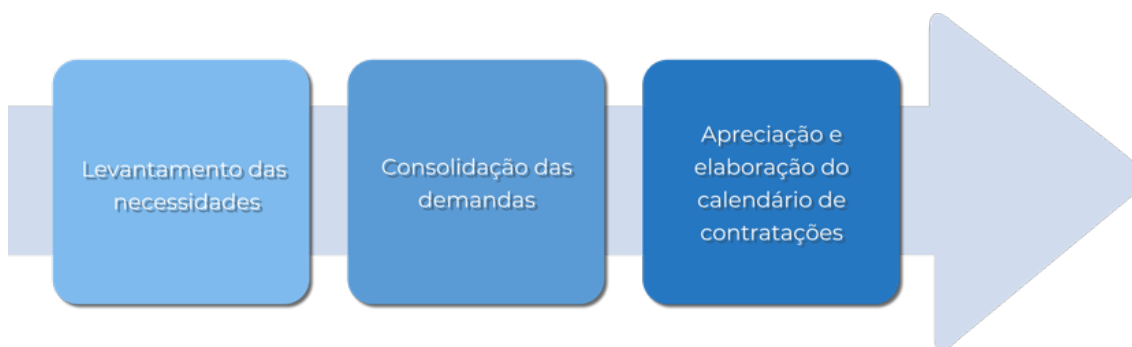 Levantamento das
necessidades
Consolidação das
demandas
Apreciação e
elaboração do
calendário de
contratações